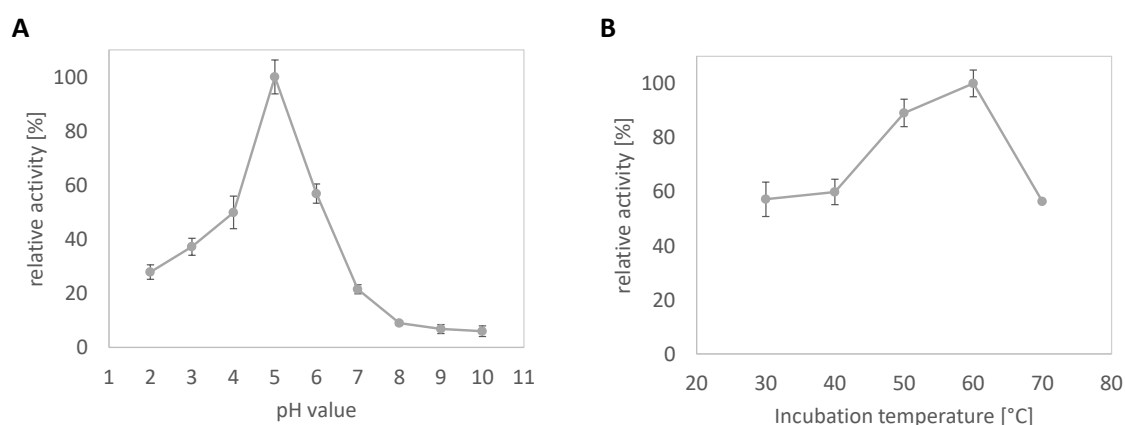 A
relative activity [%]
100
80
60
40
20
0
1 2 3 4 5 6 7 8 9 10 11
pH value
B
relative activity [%]
100
80
60
40
20
0
20 30 40 50 60 70 80
Incubation temperature [°C]